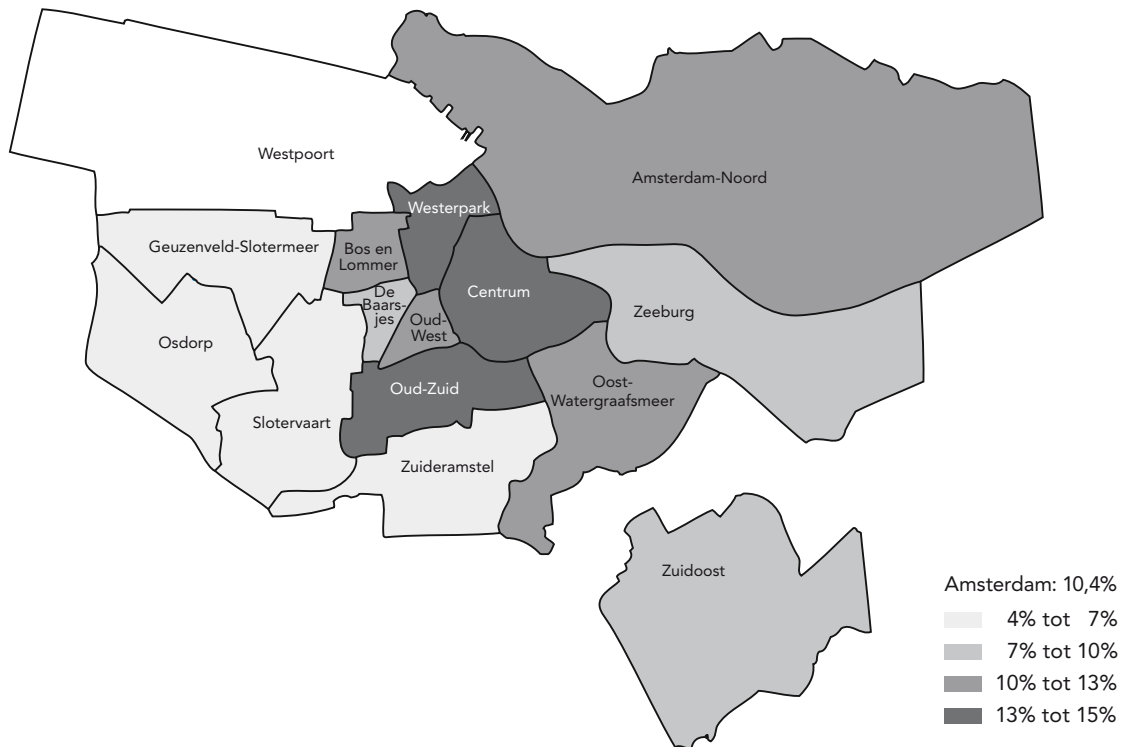 Westpoort
Amsterdam-Noord
Westerpark
Geuzenveld-Slotermeer
Bos en
Lommer
De
Baars-
jes
Centrum
Oud-
West
Zeeburg
Osdorp
Oud-Zuid
Oost-
Watergraafsmeer
Slotervaart
Zuideramstel
Zuidoost
Amsterdam: 10,4%
4% tot 7%
7% tot 10%
10% tot 13%
13% tot 15%